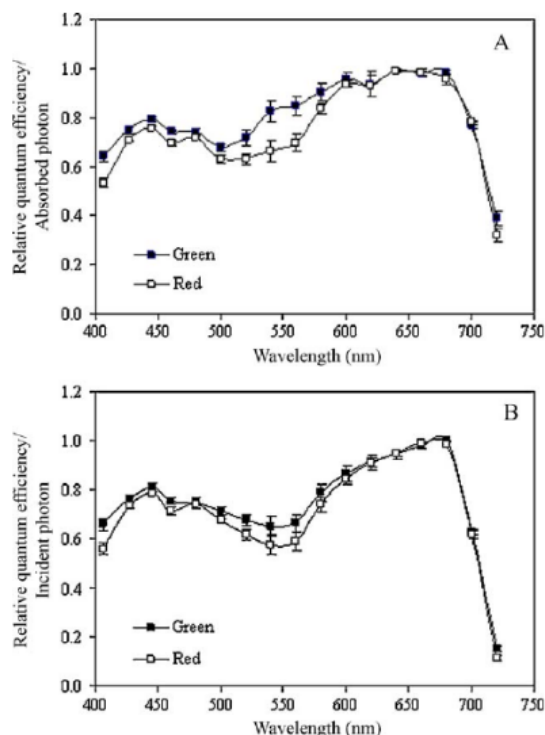 Relative quantum efficiency/
Absorbed photon
1.2
1.0
0.8
0.6
0.4
0.2
0.0
A
Green
Red
400 450 500 550 600 650 700 750
Wavelength (nm)
Relative quantum efficiency/
Incident photon
1.2
1.0
0.8
0.6
0.4
0.2
0.0
B
Green
Red
400 450 500 550 600 650 700 750
Wavelength (nm)